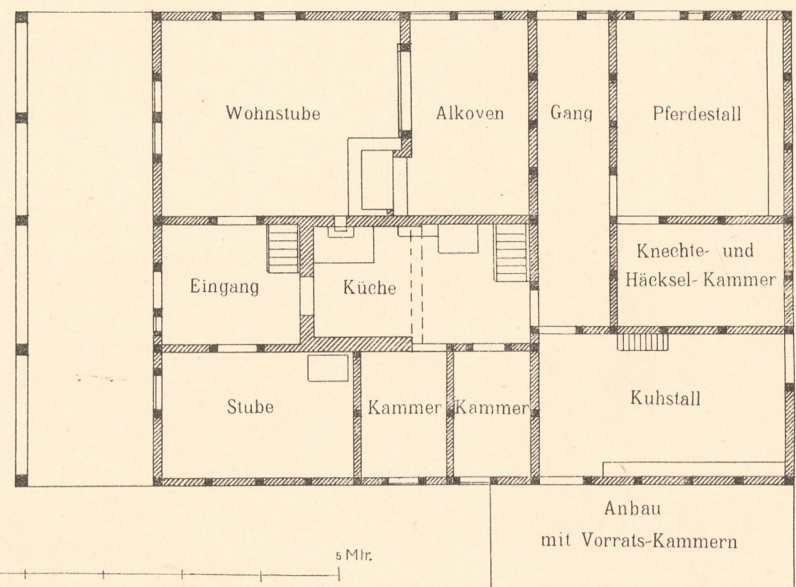 Wohnstube
Alkoven
Gang
Pferdestall
Eingang
Küche
Knechte- und
Häcksel-Kammer
Stube
Kammer
Kammer
Kuhstall
Anbau
mit Vorrats-Kammern
5 Mtr.